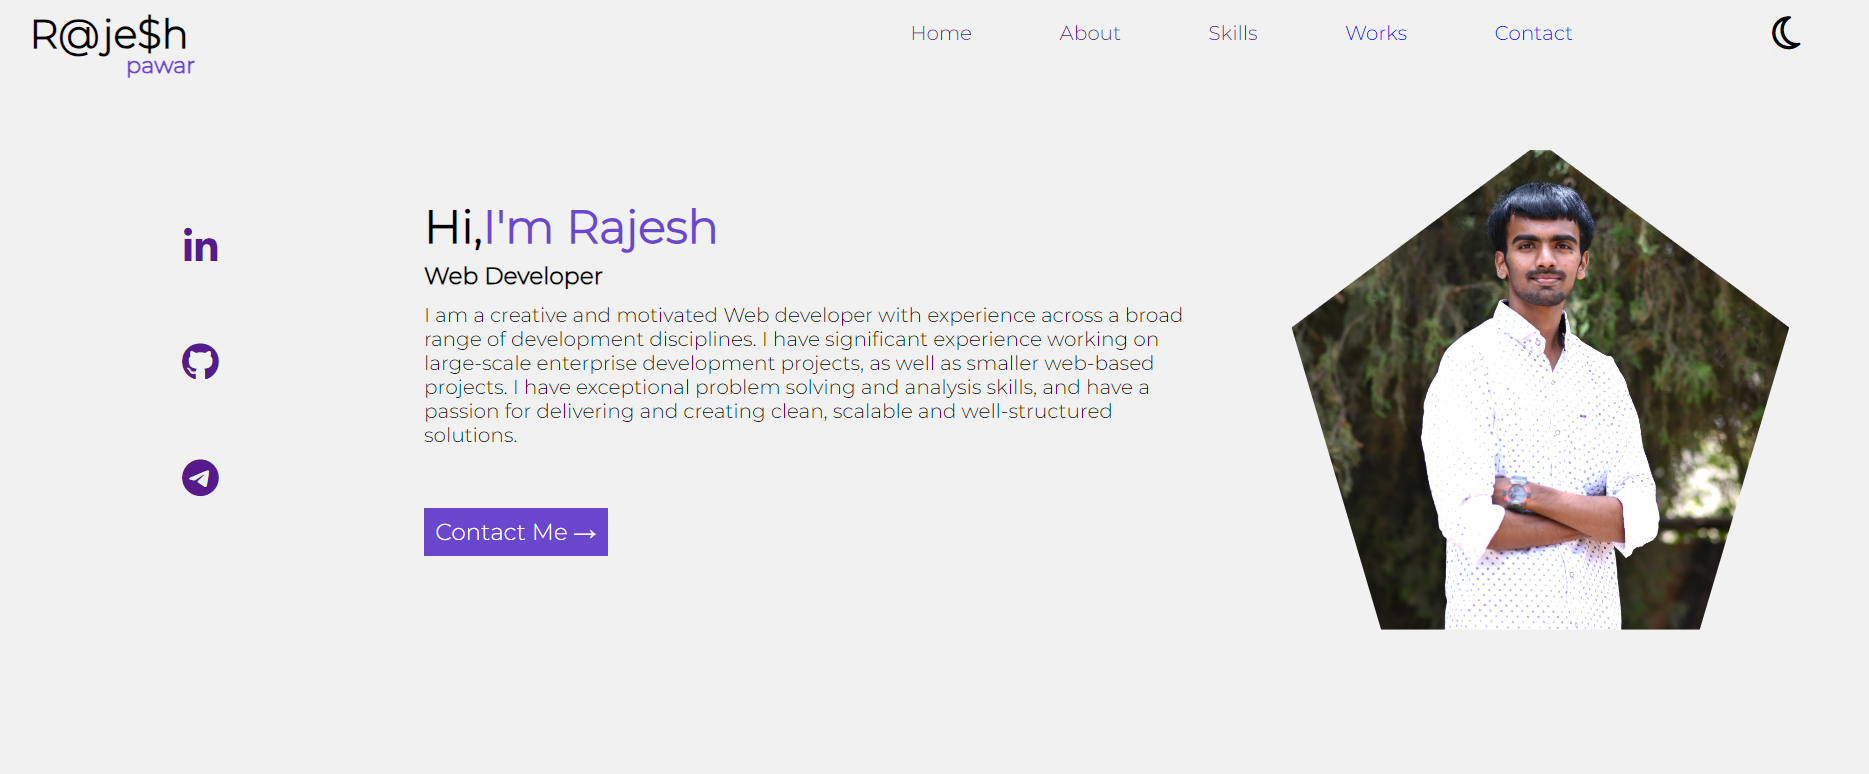 R@je$h
pawar
Home About Skills Works Contact
in
Hi,I'm Rajesh
Web Developer
I am a creative and motivated Web developer with experience across a broad
range of development disciplines. I have significant experience working on
large-scale enterprise development projects, as well as smaller web-based
projects. I have exceptional problem solving and analysis skills, and have a
passion for delivering and creating clean, scalable and well-structured
solutions.
Contact Me →